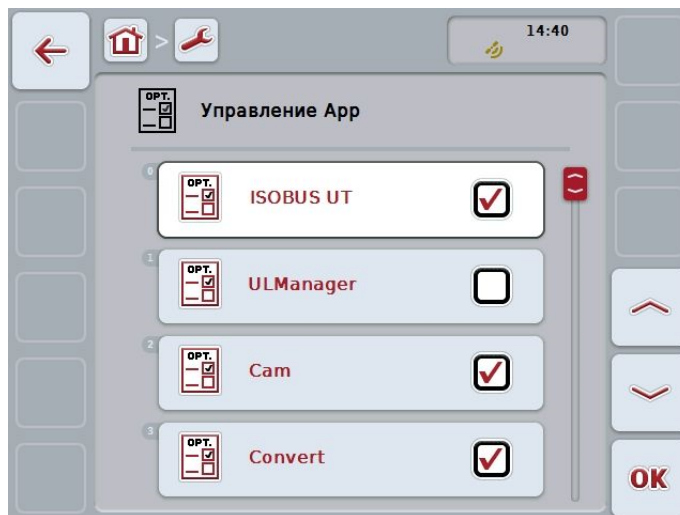 14:40
OPT.
Управление App
0
OPT.
ISOBUS UT
1
OPT.
ULManager
2
OPT.
Cam
3
OPT.
Convert
OK